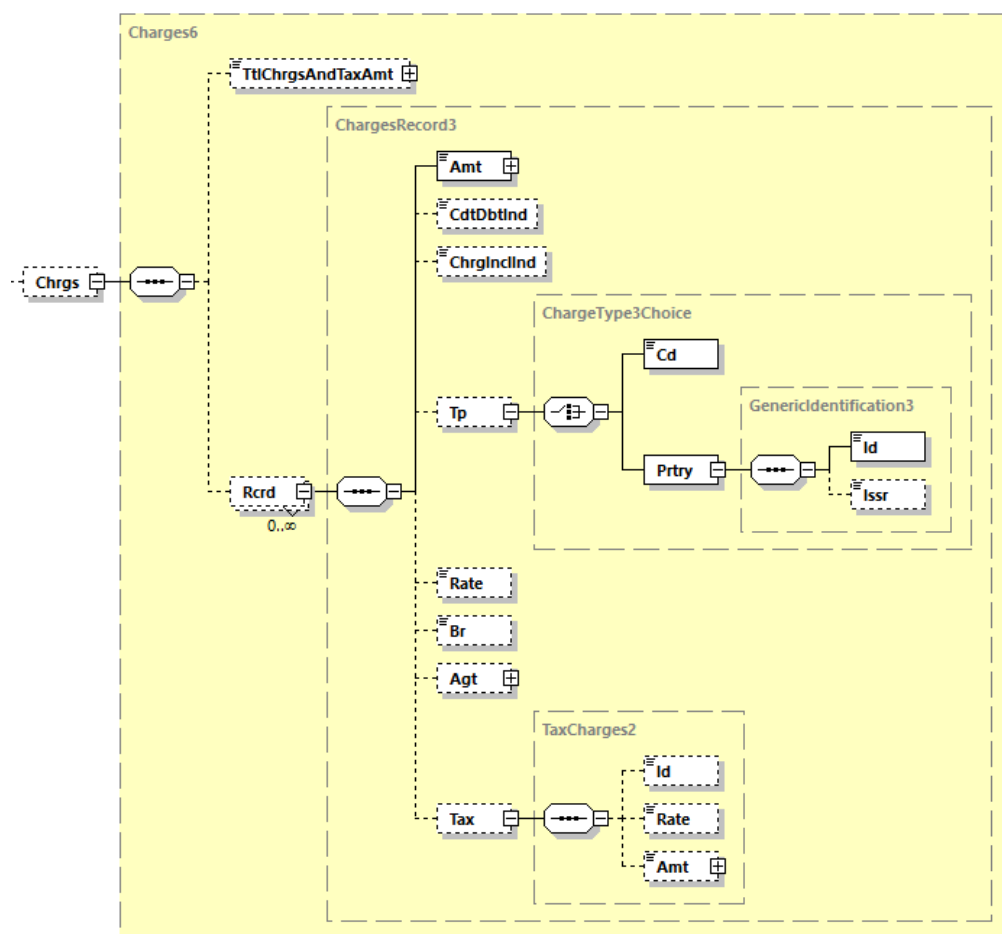 Charges6
TtlChrgsAndTaxAmt
ChargesRecord3
Amt
CdtDbtInd
ChrgInclInd
Chrgs
ChargeType3Choice
Cd
Tp
GenericIdentification3
Id
Prtry
Issr
Rcrd
0..∞
Rate
Br
Agt
TaxCharges2
Id
Tax
Rate
Amt